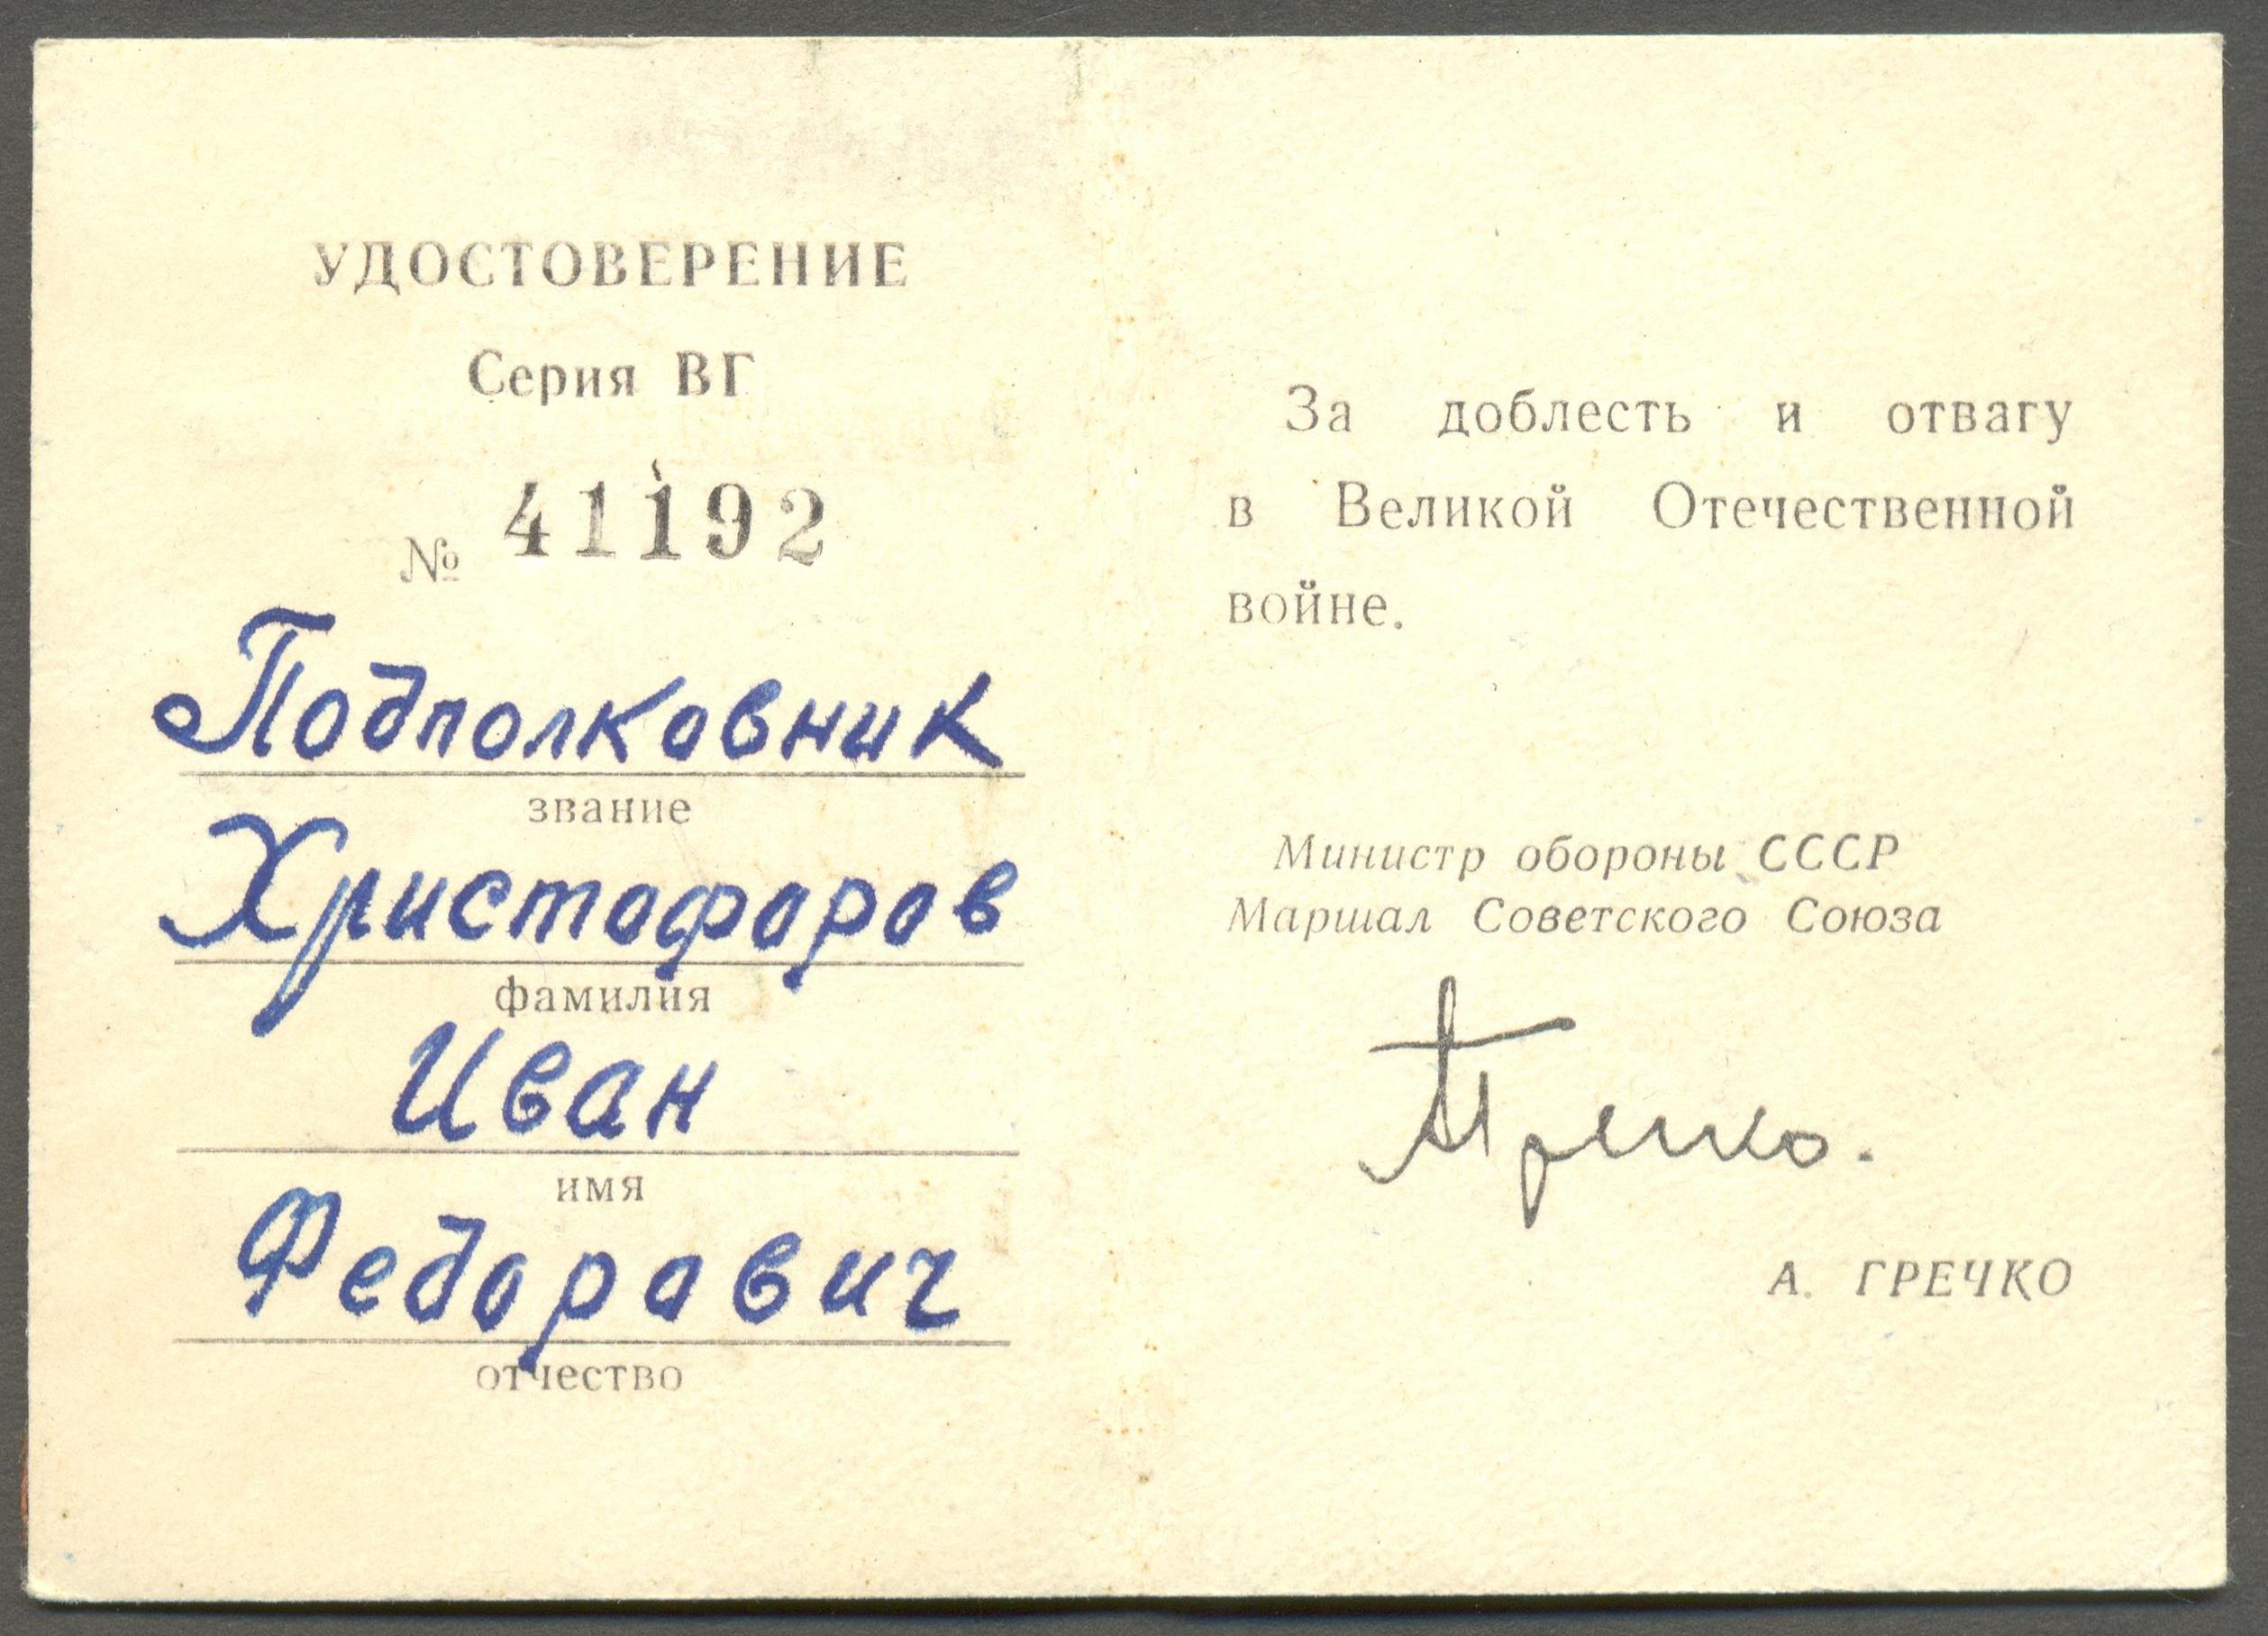 УДОСТОВЕРЕНИЕ
Серия ВГ
№ 41192
Подполковник
звание
Христофоров
фамилия
Иван
имя
Федорович
отчество
За доблесть и отвагу
в Великой Отечественной
войне.
Министр обороны СССР
Маршал Советского Союза
АГречко.
А. ГРЕЧКО